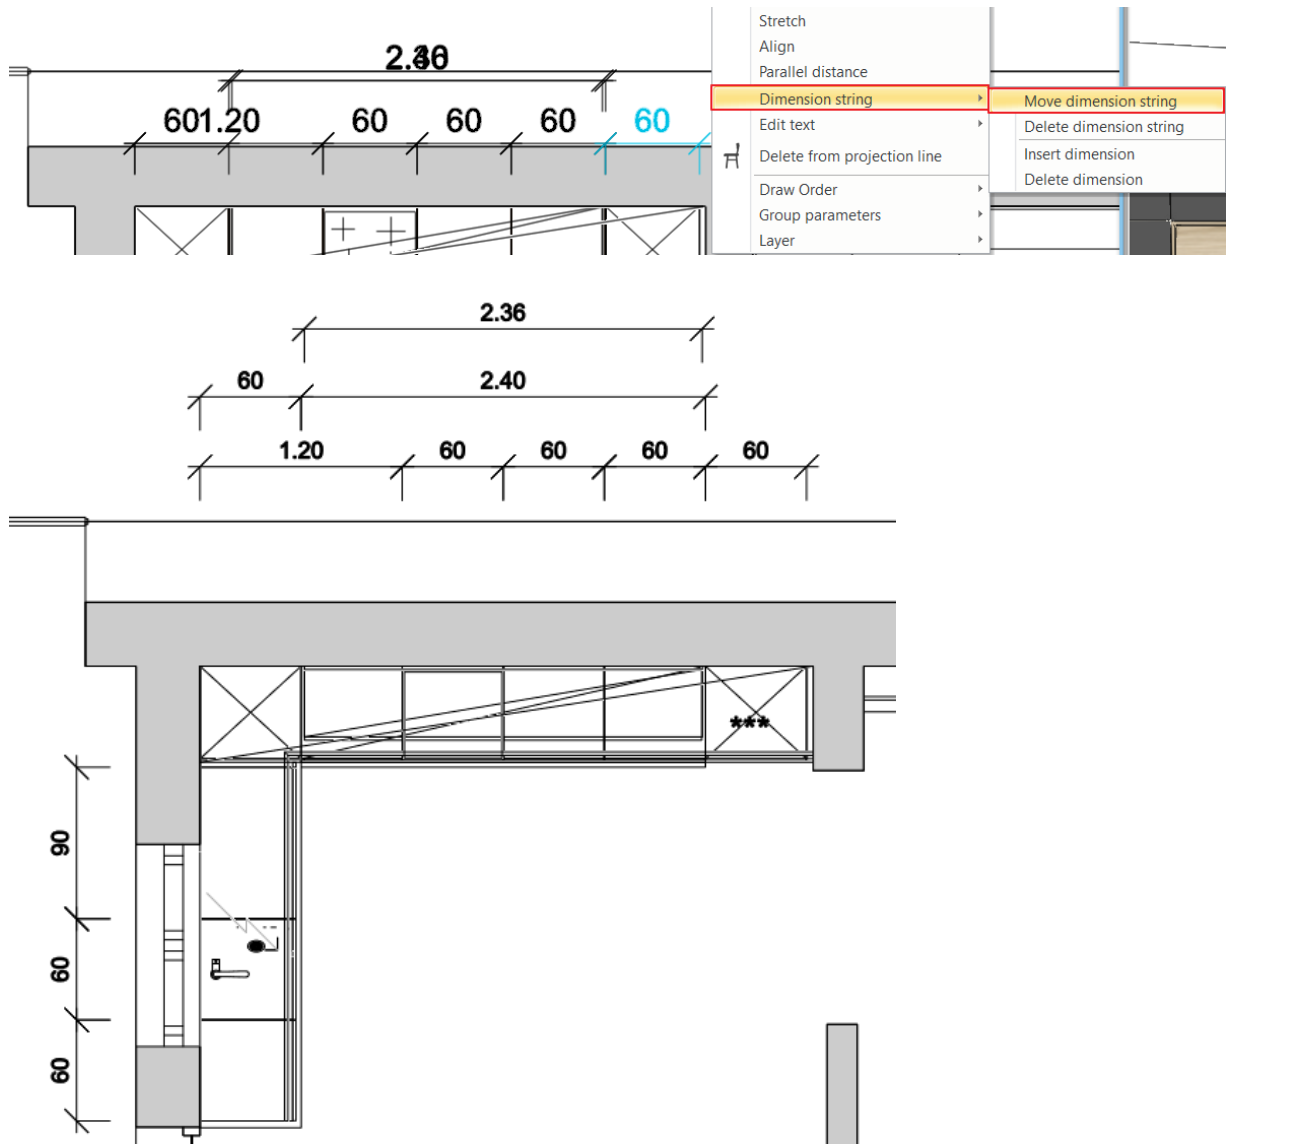 Stretch
Align
Parallel distance
Dimension string
Edit text
Delete from projection line
Draw Order
Group parameters
Layer
Move dimension string
Delete dimension string
Insert dimension
Delete dimension
601.20 60 60 60 60
2.36
60 2.40
1.20 60 60 60 60
***
90
60
60